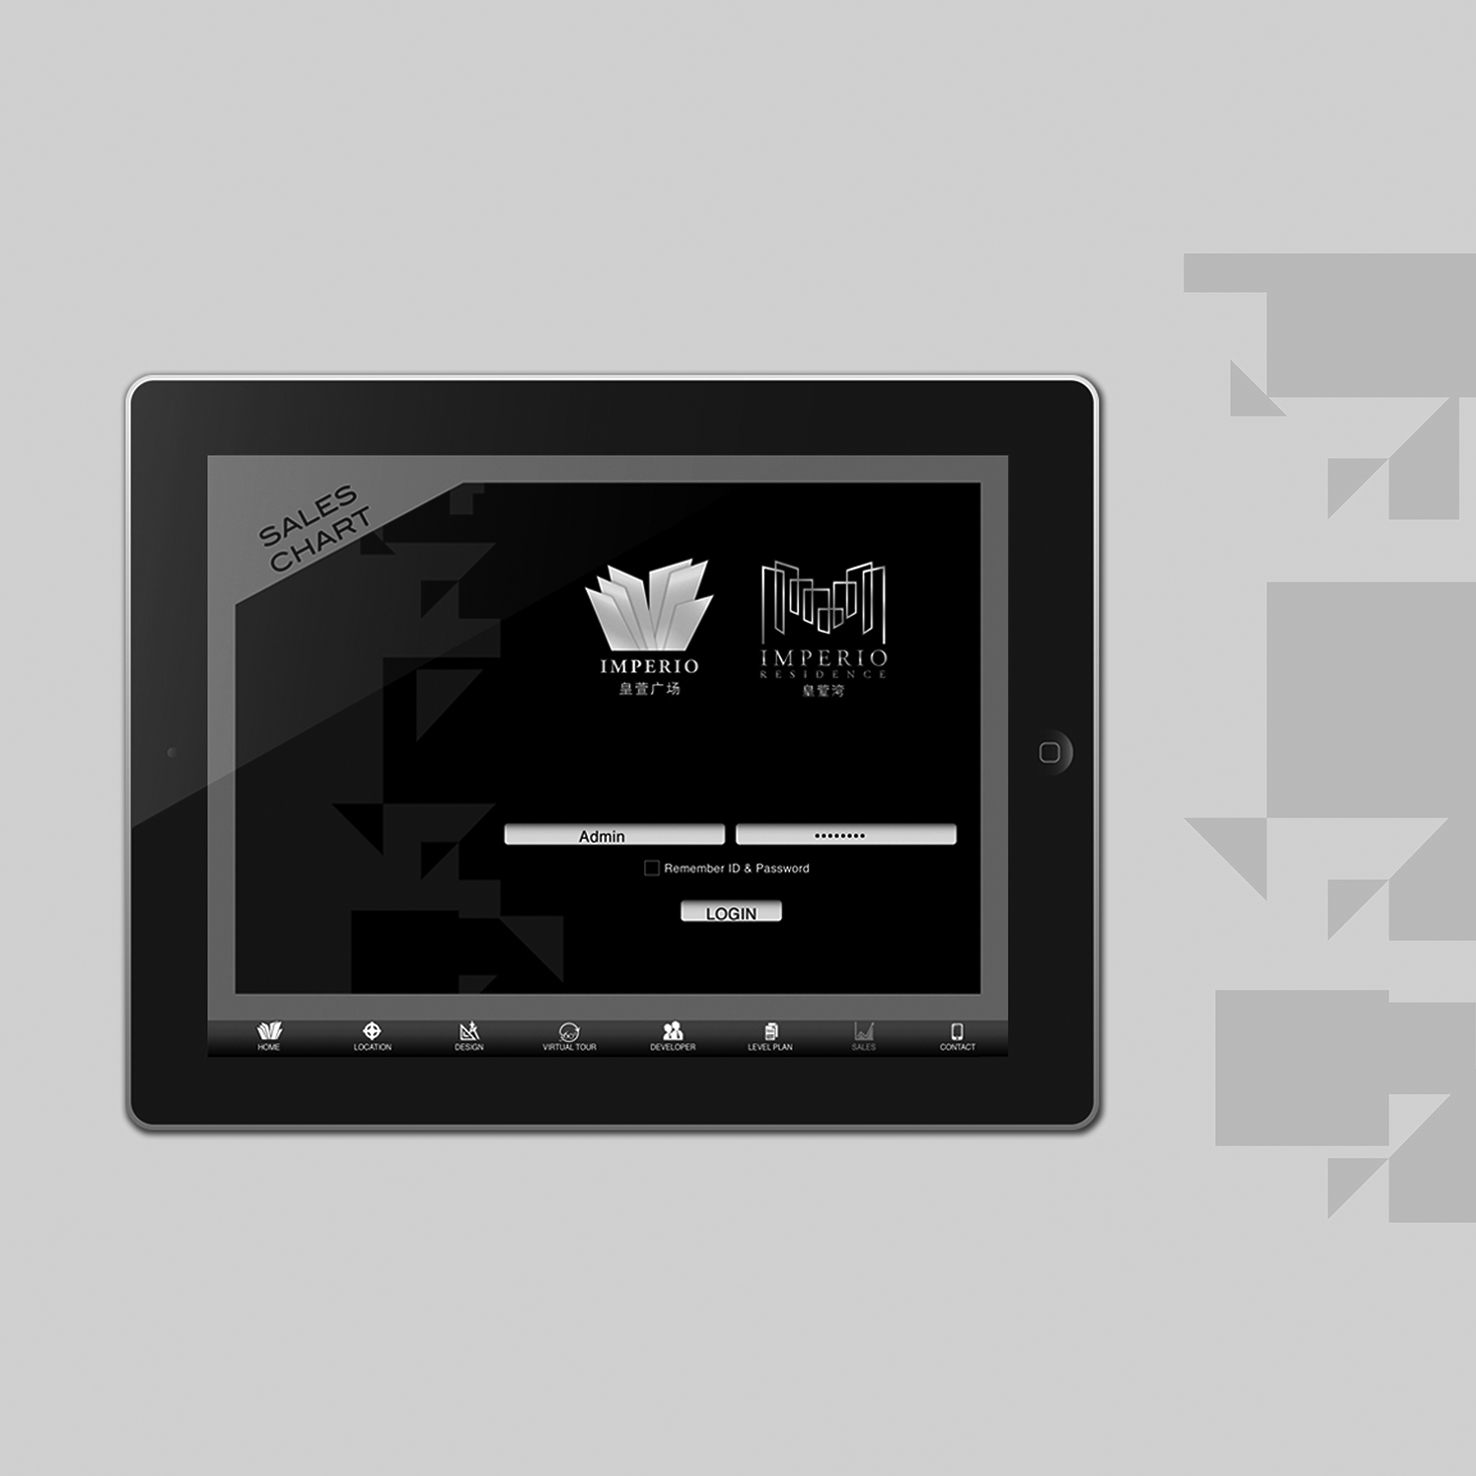 SALES
CHART
IMPERIO
皇萱广场
IMPERIO
RESIDENCE
皇蓥湾
Admin
••••••••
Remember ID & Password
LOGIN
HOME
LOCATION
DESIGN
VIRTUAL TOUR
DEVELOPER
LEVEL PLAN
SALES
CONTACT